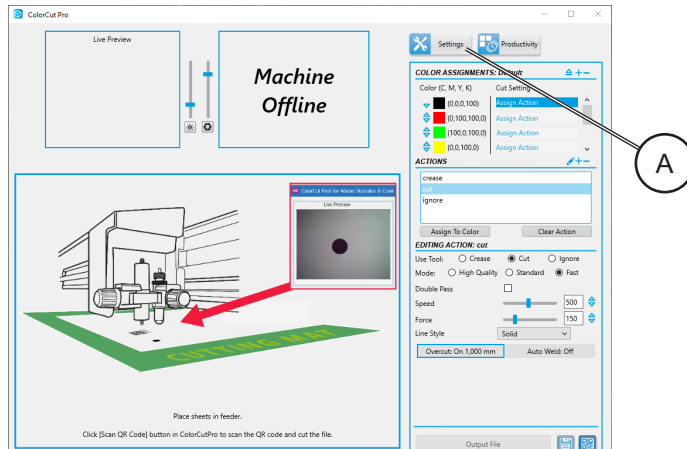 ColorCut Pro
Live Preview
Machine
Offline
Settings
Productivity
A
COLOR ASSIGNMENTS: Default
Color (C, M, Y, K) Cut Setting
(0,0,0,100) Assign Action
(0,100,100,0) Assign Action
(100,0,100,0) Assign Action
(0,0,100,0) Assign Action
ACTIONS
crease
cut
ignore
Assign To Color Clear Action
EDITING ACTION: cut
Use Tool: Crease Cut Ignore
Mode: High Quality Standard Fast
Double Pass
Speed 500
Force 150
Line Style Solid
Overcut: On 1,000 mm Auto Weld: Off
Output File
ColorCut Pro3 for Adobe Illustrator & Corel
Live Preview
CUTTING MAT
Place sheets in feeder.
Click [Scan QR Code] button in ColorCutPro to scan the QR code and cut the file.